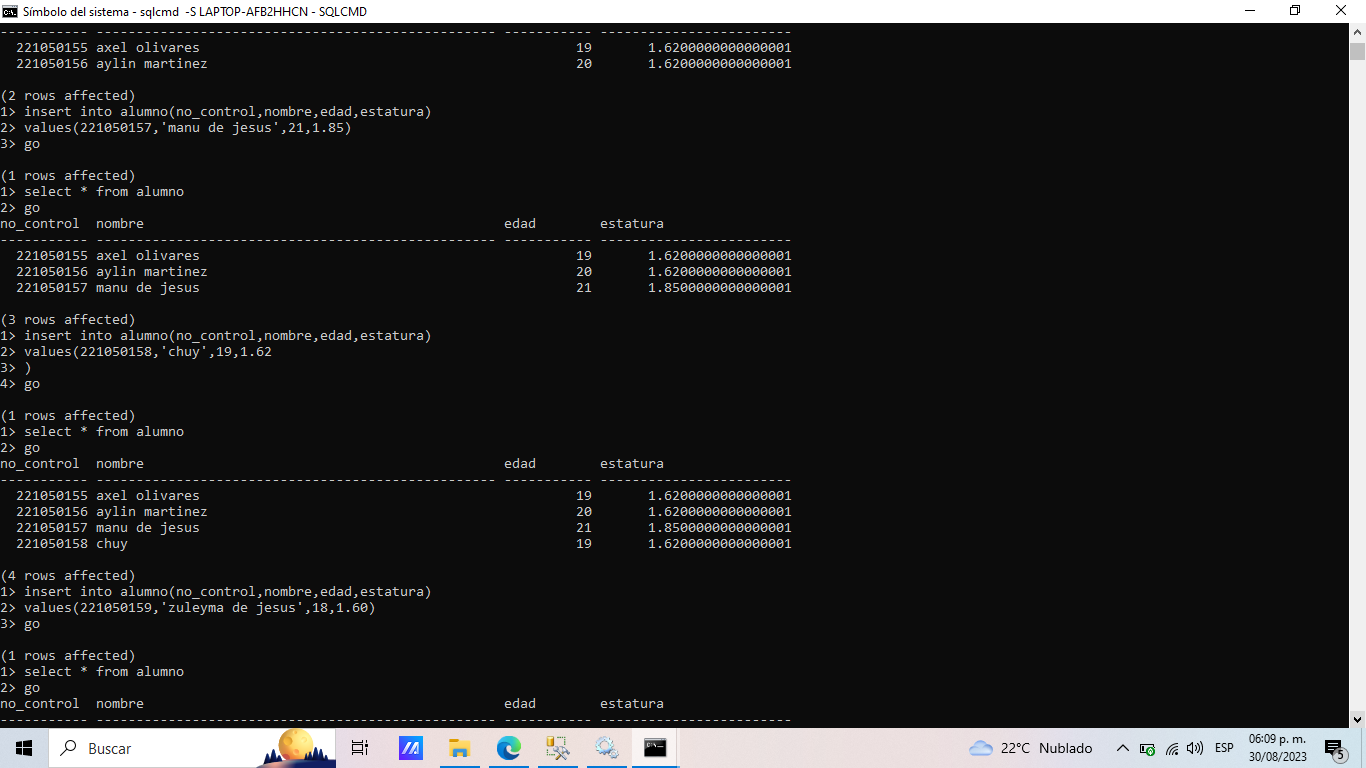 Símbolo del sistema - sqlcmd  -S LAPTOP-AFB2HHCN - SQLCMD
----------- -------------------------------------------------- ----------- ------------------------
  221050155 axel olivares                                               19       1.6200000000000001
  221050156 aylin martinez                                              20       1.6200000000000001

(2 rows affected)
1> insert into alumno(no_control,nombre,edad,estatura)
2> values(221050157,'manu de jesus',21,1.85)
3> go

(1 rows affected)
1> select * from alumno
2> go
no_control  nombre                                             edad        estatura
----------- -------------------------------------------------- ----------- ------------------------
  221050155 axel olivares                                               19       1.6200000000000001
  221050156 aylin martinez                                              20       1.6200000000000001
  221050157 manu de jesus                                               21       1.8500000000000001

(3 rows affected)
1> insert into alumno(no_control,nombre,edad,estatura)
2> values(221050158,'chuy',19,1.62
3> )
4> go

(1 rows affected)
1> select * from alumno
2> go
no_control  nombre                                             edad        estatura
----------- -------------------------------------------------- ----------- ------------------------
  221050155 axel olivares                                               19       1.6200000000000001
  221050156 aylin martinez                                              20       1.6200000000000001
  221050157 manu de jesus                                               21       1.8500000000000001
  221050158 chuy                                                        19       1.6200000000000001

(4 rows affected)
1> insert into alumno(no_control,nombre,edad,estatura)
2> values(221050159,'zuleyma de jesus',18,1.60)
3> go

(1 rows affected)
1> select * from alumno
2> go
no_control  nombre                                             edad        estatura
----------- -------------------------------------------------- ----------- ------------------------
Buscar
22°C Nublado
ESP
06:09 p. m.
30/08/2023
5